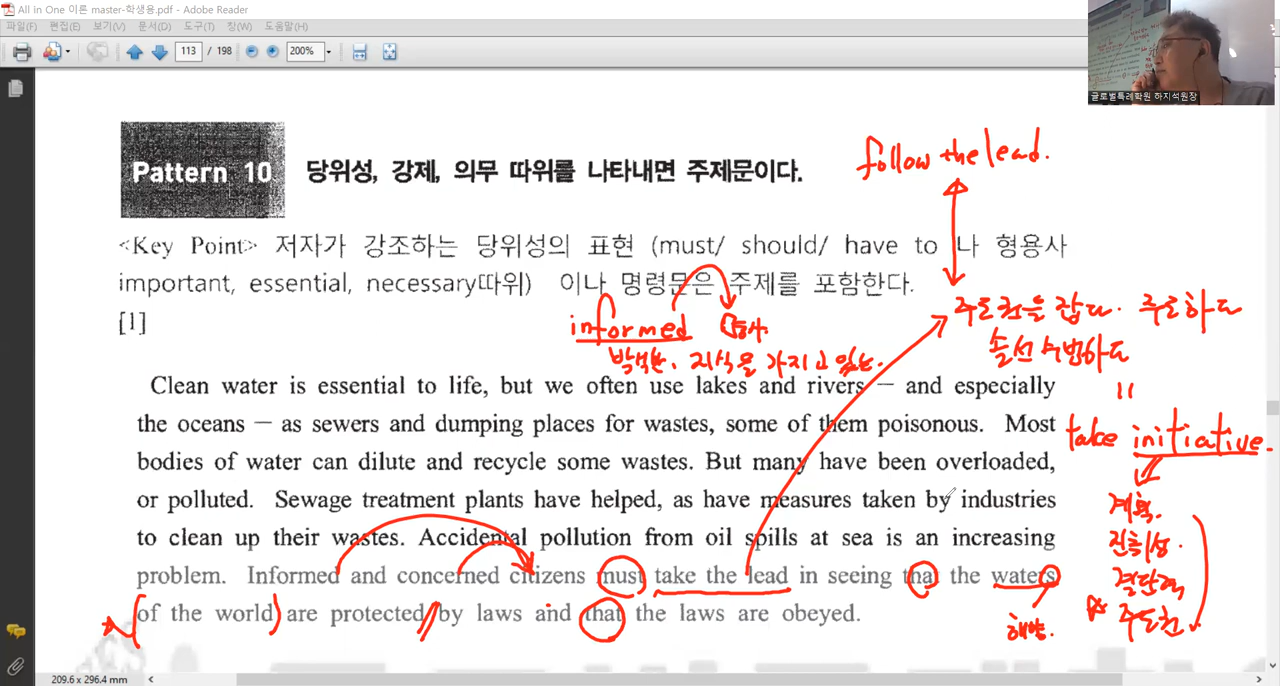 All in One 이론 master-학생용.pdf - Adobe Reader
파일(F) 편집(E) 보기(V) 문서(D) 도구(T) 창(W) 도움말(H)
113 / 198 200%
글로벌특례학원 하지석원장
Pattern 10 당위성, 강제, 의무 따위를 나타내면 주제문이다.
follow the lead.
<Key Point> 저자가 강조하는 당위성의 표현 (must/ should/ have to 나 형용사
important, essential, necessary따위) 이나 명령문은 주제를 포함한다.
[1]
informed
박식한, 지식을 가지고 있는.
주도권을 잡다. 주도하다
솔선수범하다
=
take initiative.
계획.
진취성.
결단력
주도권
Clean water is essential to life, but we often use lakes and rivers — and especially
the oceans — as sewers and dumping places for wastes, some of them poisonous. Most
bodies of water can dilute and recycle some wastes. But many have been overloaded,
or polluted. Sewage treatment plants have helped, as have measures taken by industries
to clean up their wastes. Accidental pollution from oil spills at sea is an increasing
problem. Informed and concerned citizens must take the lead in seeing that the waters
of the world are protected by laws and that the laws are obeyed.
해양.
209.6 x 296.4 mm